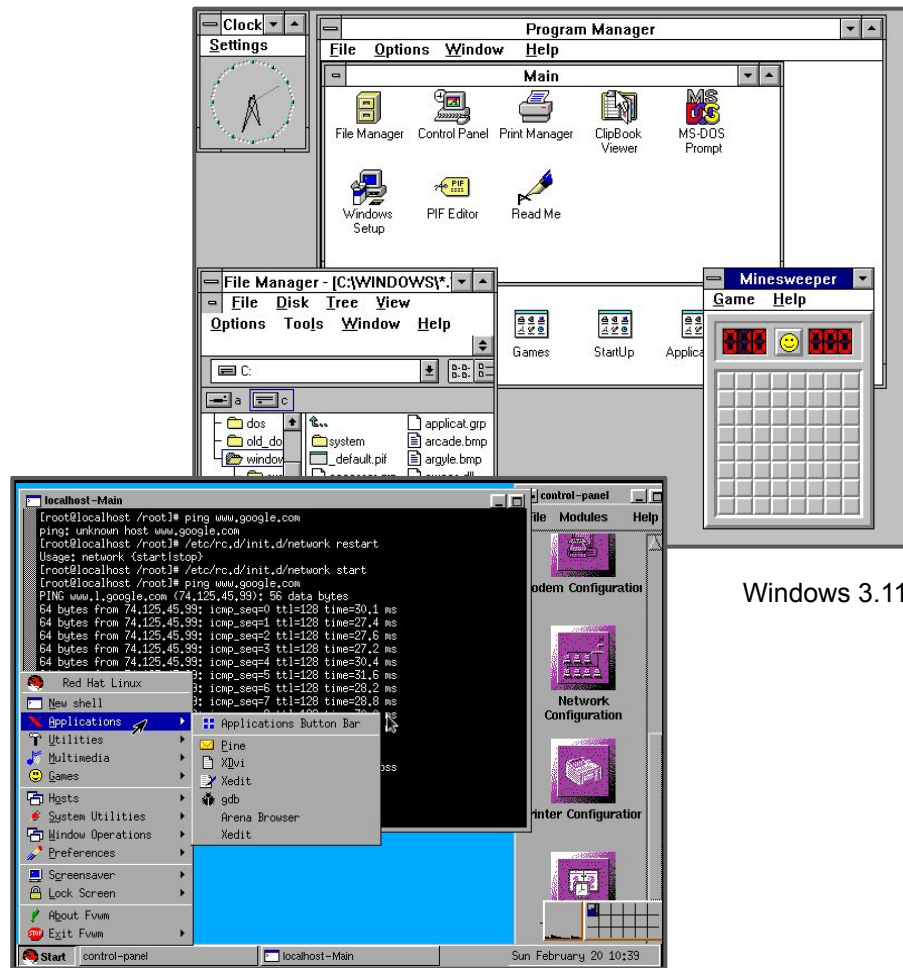 Clock
Settings
Program Manager
File Options Window Help
Main
File Manager
Control Panel
Print Manager
ClipBook
Viewer
MS-DOS
Prompt
Windows
Setup
PIF Editor
Read Me
Games
StartUp
File Manager - [C:\WINDOWS\*.
File Disk Tree View
Options Tools Window Help
C:
a c
dos
old_do
window
system
_default.pif
applicat.grp
arcade.bmp
argyle.bmp
Minesweeper
Game Help
Windows 3.11
localhost-Main
[root@localhost /root]# ping www.google.com
ping: unknown host www.google.com
[root@localhost /root]# /etc/rc.d/init.d/network restart
Usage: network {start|stop}
[root@localhost /root]# /etc/rc.d/init.d/network start
[root@localhost /root]# ping www.google.com
PING www.l.google.com (74.125.45.99): 56 data bytes
64 bytes from 74.125.45.99: icmp_seq=0 ttl=128 time=30.1 ms
64 bytes from 74.125.45.99: icmp_seq=1 ttl=128 time=27.4 ms
64 bytes from 74.125.45.99: icmp_seq=2 ttl=128 time=27.6 ms
64 bytes from 74.125.45.99: icmp_seq=3 ttl=128 time=27.2 ms
64 bytes from 74.125.45.99: icmp_seq=4 ttl=128 time=30.4 ms
icmp_seq=5 ttl=128 time=31.6 ms
icmp_seq=6 ttl=128 time=28.2 ms
icmp_seq=7 ttl=128 time=28.8 ms
ms
oss
Red Hat Linux
New shell
Applications
Utilities
Multimedia
Games
Hosts
System Utilities
Window Operations
Preferences
Screensaver
Lock Screen
About Fvwm
Exit Fvwm
Applications Button Bar
Pine
XDvi
Xedit
gdb
Arena Browser
Xedit
control-panel
File Modules Help
odem Configuration
Network
Configuration
rinter Configuration
Start
control-panel
localhost-Main
Sun February 20 10:39